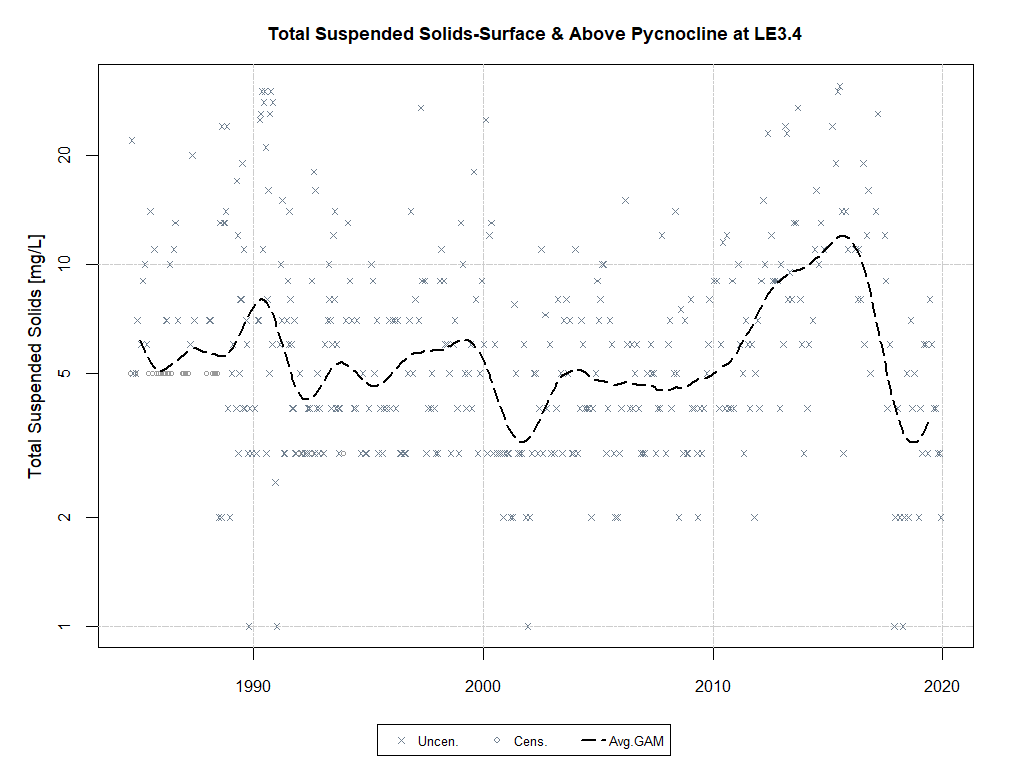 Total Suspended Solids-Surface & Above Pycnocline at LE3.4
Total Suspended Solids [mg/L]
20
10
5
2
1
1990 2000 2010 2020
Uncen. Cens. Avg.GAM